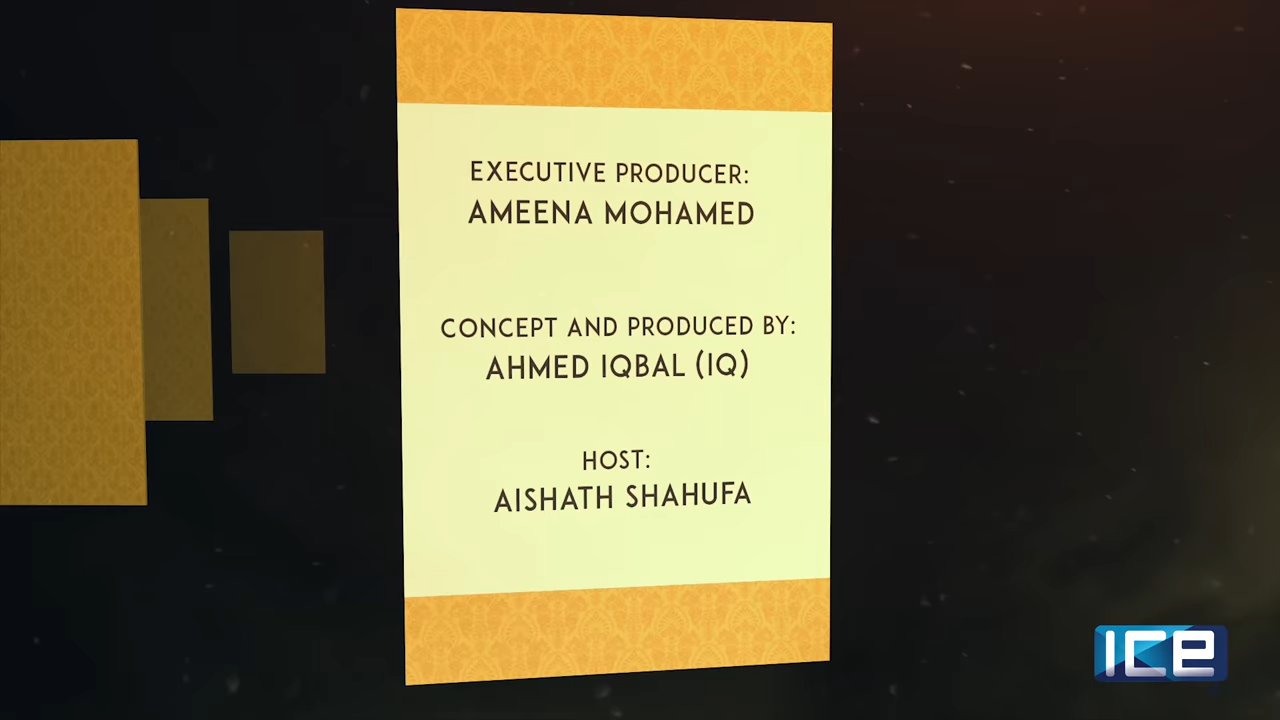 EXECUTIVE PRODUCER:
AMEENA MOHAMED
CONCEPT AND PRODUCED BY:
AHMED IQBAL (IQ)
HOST:
AISHATH SHAHUFA
ICE